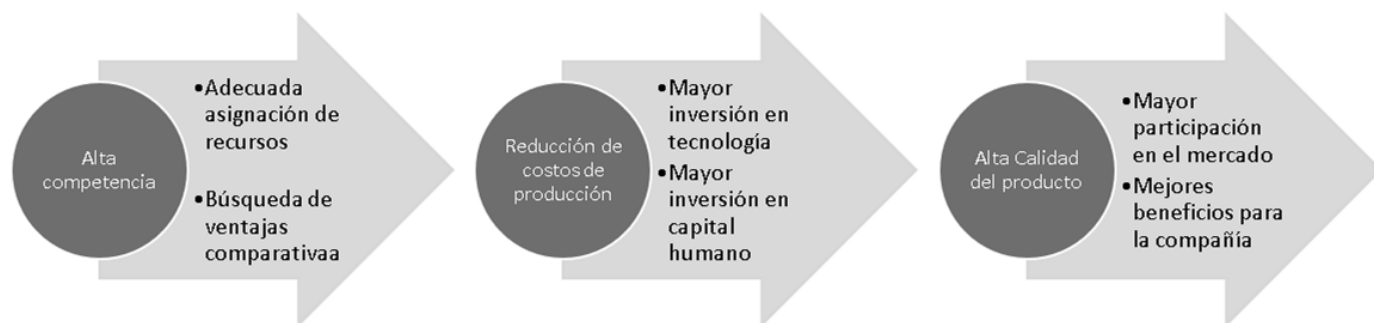 Alta
competencia
•Adecuada
asignación de
recursos
•Búsqueda de
ventajas
comparativaa
Reducción de
costos de
producción
•Mayor
inversión en
tecnología
•Mayor
inversión en
capital
humano
Alta Calidad
del producto
•Mayor
participación
en el mercado
•Mejores
beneficios para
la compañía